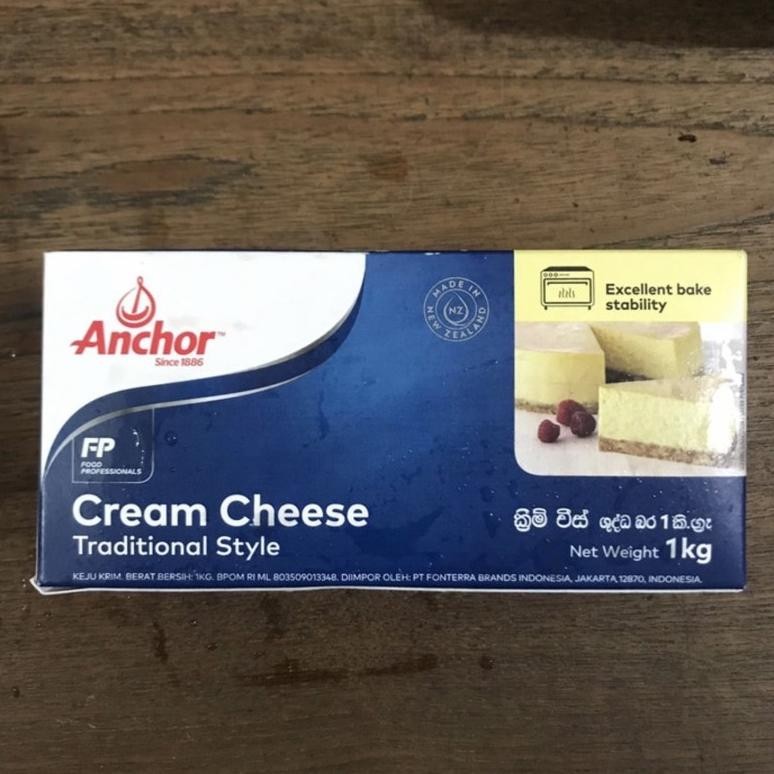 Anchor™
Since 1886
MADE IN
NZ
NEW ZEALAND
Excellent bake
stability
FP
FOOD
PROFESSIONALS
Cream Cheese
Traditional Style
ක්‍රිම් චීස් ශුද්ධ බර 1 කි.ග්‍රෑ
Net Weight 1kg
KEJU KRIM. BERAT BERSIH: 1KG. BPOM RI ML 803509013348. DIIMPOR OLEH: PT FONTERRA BRANDS INDONESIA, JAKARTA,12870, INDONESIA.